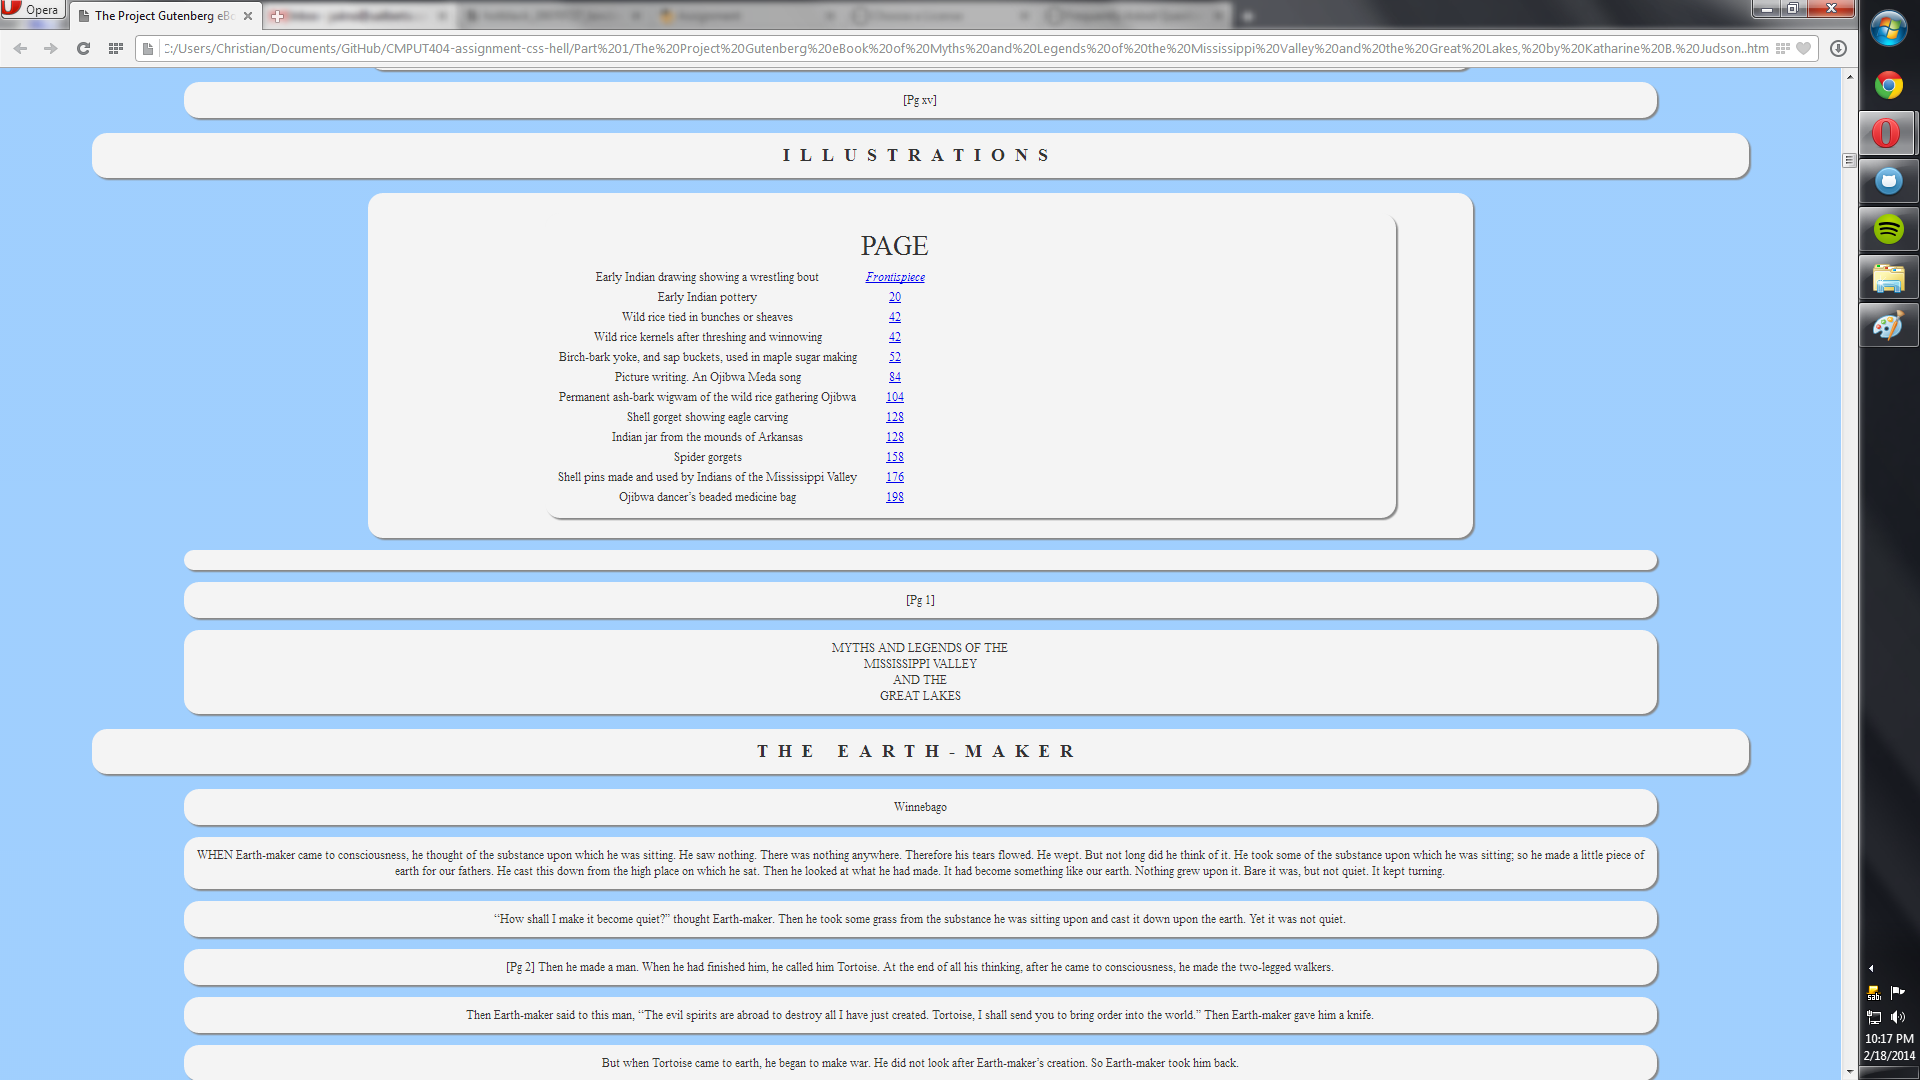 Opera
The Project Gutenberg eBo
C:/Users/Christian/Documents/GitHub/CMPUT404-assignment-css-hell/Part%201/The%20Project%20Gutenberg%20eBook%20of%20Myths%20and%20Legends%20of%20the%20Mississippi%20Valley%20and%20the%20Great%20Lakes,%20by%20Katharine%20B.%20Judson..htm
[Pg xv]
ILLUSTRATIONS
PAGE
Early Indian drawing showing a wrestling bout Frontispiece
Early Indian pottery 20
Wild rice tied in bunches or sheaves 42
Wild rice kernels after threshing and winnowing 42
Birch-bark yoke, and sap buckets, used in maple sugar making 52
Picture writing. An Ojibwa Meda song 84
Permanent ash-bark wigwam of the wild rice gathering Ojibwa 104
Shell gorget showing eagle carving 128
Indian jar from the mounds of Arkansas 128
Spider gorgets 158
Shell pins made and used by Indians of the Mississippi Valley 176
Ojibwa dancer’s beaded medicine bag 198
[Pg 1]
MYTHS AND LEGENDS OF THE
MISSISSIPPI VALLEY
AND THE
GREAT LAKES
THE EARTH-MAKER
Winnebago
WHEN Earth-maker came to consciousness, he thought of the substance upon which he was sitting. He saw nothing. There was nothing anywhere. Therefore his tears flowed. He wept. But not long did he think of it. He took some of the substance upon which he was sitting; so he made a little piece of
earth for our fathers. He cast this down from the high place on which he sat. Then he looked at what he had made. It had become something like our earth. Nothing grew upon it. Bare it was, but not quiet. It kept turning.
“How shall I make it become quiet?” thought Earth-maker. Then he took some grass from the substance he was sitting upon and cast it down upon the earth. Yet it was not quiet.
[Pg 2] Then he made a man. When he had finished him, he called him Tortoise. At the end of all his thinking, after he came to consciousness, he made the two-legged walkers.
Then Earth-maker said to this man, “The evil spirits are abroad to destroy all I have just created. Tortoise, I shall send you to bring order into the world.” Then Earth-maker gave him a knife.
But when Tortoise came to earth, he began to make war. He did not look after Earth-maker’s creation. So Earth-maker took him back.
10:17 PM
2/18/2014